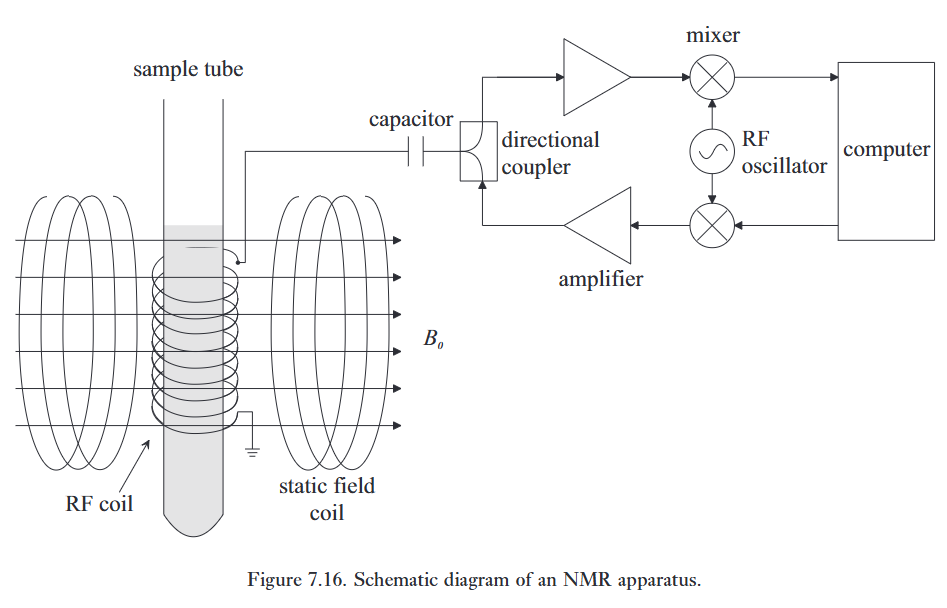 mixer
sample tube
capacitor
directional
coupler
RF
oscillator
computer
amplifier
B₀
RF coil
static field
coil
Figure 7.16. Schematic diagram of an NMR apparatus.